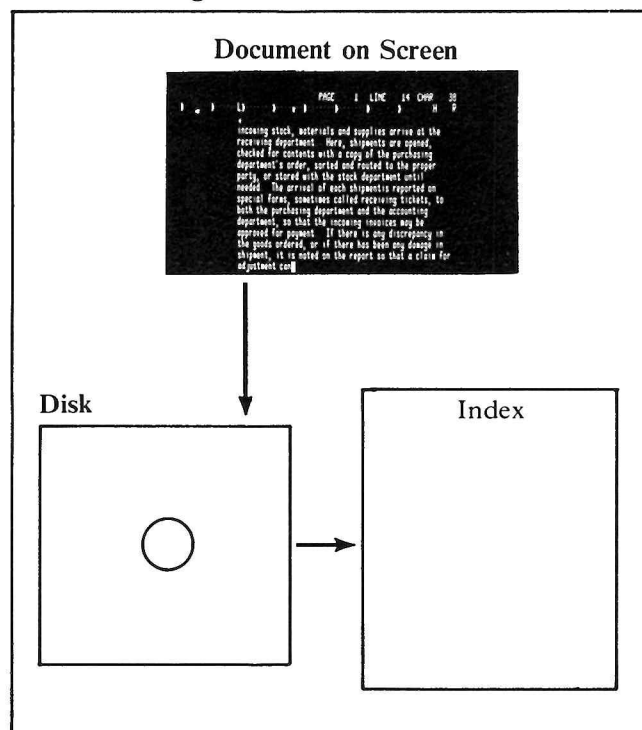 Document on Screen
PAGE 1 LINE 14 CHAR 38
L H R
incoming stock, materials and supplies arrive at the
receiving department. Here, shipments are opened,
checked for contents with a copy of the purchasing
department's order, sorted and routed to the proper
party, or stored with the stock department until
needed. The arrival of each shipmentis reported on
special forms, sometimes called receiving tickets, to
both the purchasing department and the accounting
department, so that the incoming invoices may be
approved for payment. If there is any discrepancy in
the goods ordered, or if there has been any damage in
shipment, it is noted on the report so that a claim for
adjustment can
Disk
Index